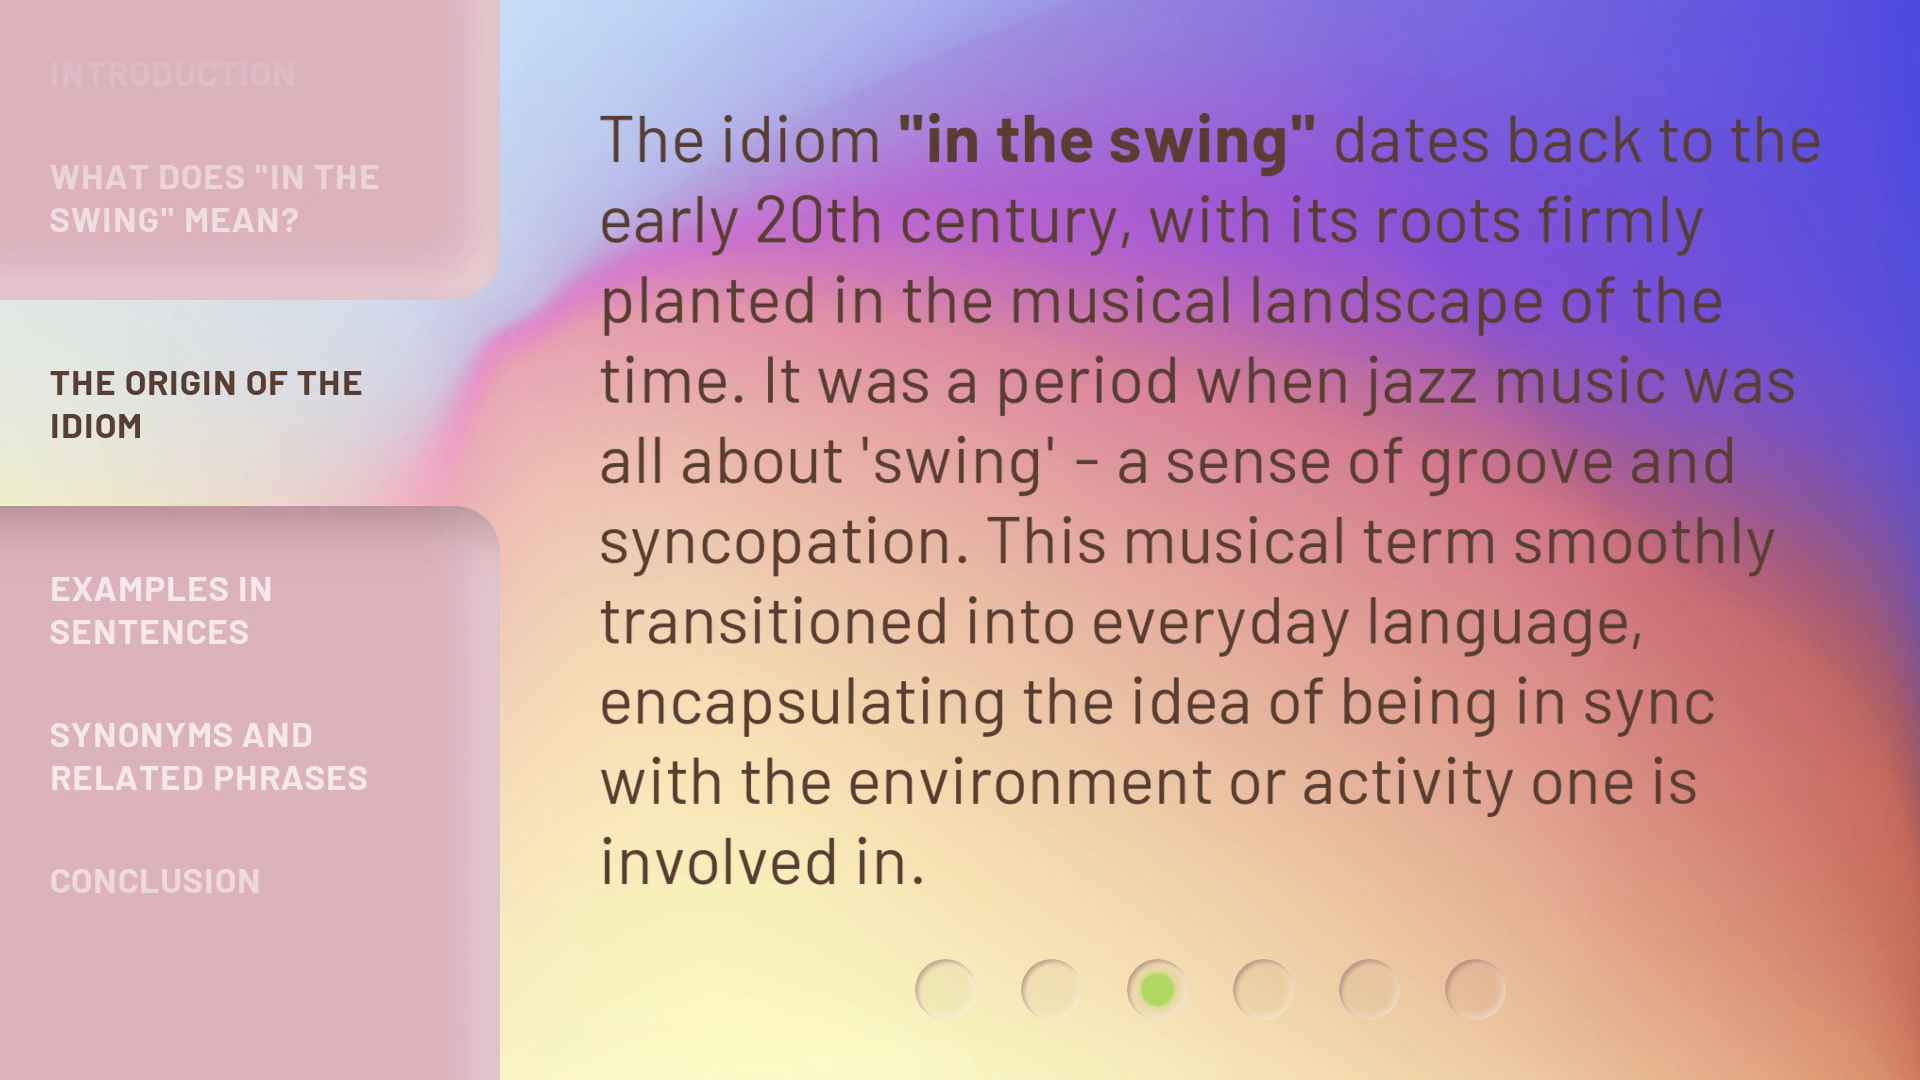 INTRODUCTION
WHAT DOES "IN THE
SWING" MEAN?
THE ORIGIN OF THE
IDIOM
EXAMPLES IN
SENTENCES
SYNONYMS AND
RELATED PHRASES
CONCLUSION
The idiom "in the swing" dates back to the
early 20th century, with its roots firmly
planted in the musical landscape of the
time. It was a period when jazz music was
all about 'swing' - a sense of groove and
syncopation. This musical term smoothly
transitioned into everyday language,
encapsulating the idea of being in sync
with the environment or activity one is
involved in.